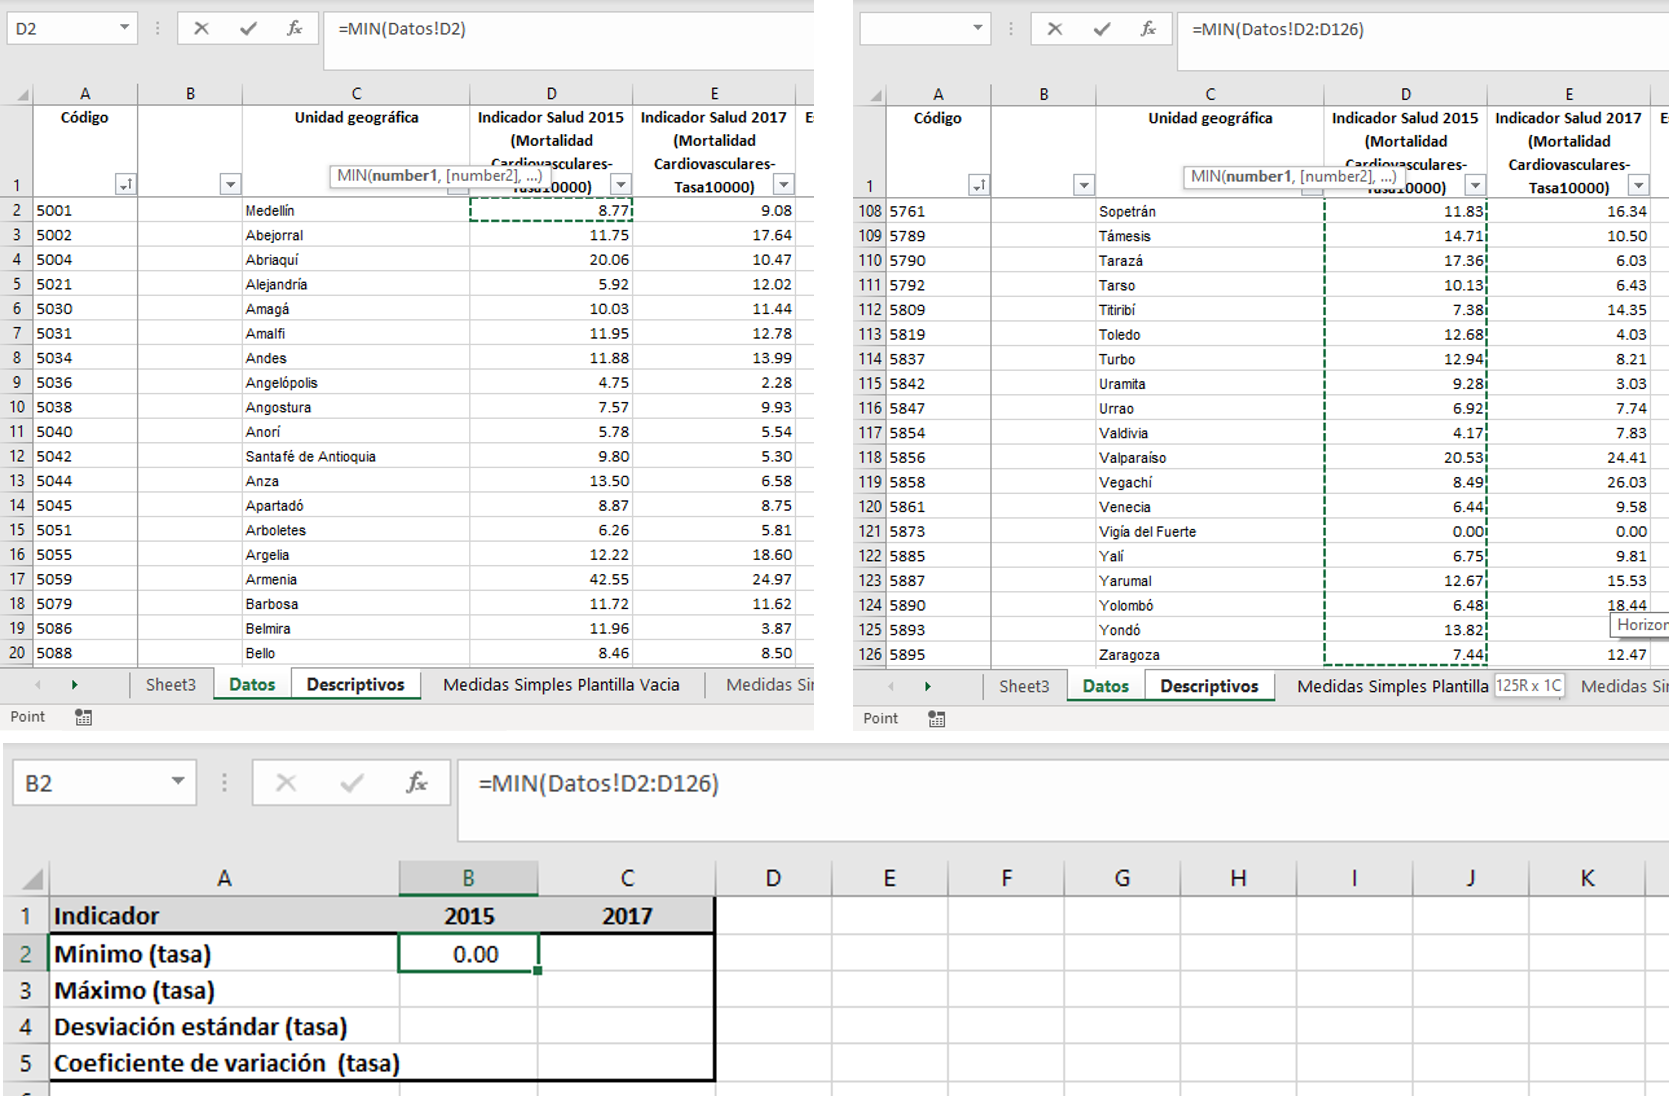 D2 fx =MIN(Datos!D2)
A B C D E
Código Unidad geográfica Indicador Salud 2015 Indicador Salud 2017
(Mortalidad (Mortalidad
Cardiovasculares- Cardiovasculares-
1 MIN(number1, [number2], ...) Tasa10000) Tasa10000)
2 5001 Medellín 8.77 9.08
3 5002 Abejorral 11.75 17.64
4 5004 Abriaquí 20.06 10.47
5 5021 Alejandría 5.92 12.02
6 5030 Amagá 10.03 11.44
7 5031 Amalfi 11.95 12.78
8 5034 Andes 11.88 13.99
9 5036 Angelópolis 4.75 2.28
10 5038 Angostura 7.57 9.93
11 5040 Anorí 5.78 5.54
12 5042 Santafé de Antioquia 9.80 5.30
13 5044 Anza 13.50 6.58
14 5045 Apartadó 8.87 8.75
15 5051 Arboletes 6.26 5.81
16 5055 Argelia 12.22 18.60
17 5059 Armenia 42.55 24.97
18 5079 Barbosa 11.72 11.62
19 5086 Belmira 11.96 3.87
20 5088 Bello 8.46 8.50
Sheet3 Datos Descriptivos Medidas Simples Plantilla Vacia Medidas Sin
Point
fx =MIN(Datos!D2:D126)
A B C D E
Código Unidad geográfica Indicador Salud 2015 Indicador Salud 2017
(Mortalidad (Mortalidad
Cardiovasculares- Cardiovasculares-
1 MIN(number1, [number2], ...) 10000) Tasa10000)
108 5761 Sopetrán 11.83 16.34
109 5789 Támesis 14.71 10.50
110 5790 Tarazá 17.36 6.03
111 5792 Tarso 10.13 6.43
112 5809 Titiribí 7.38 14.35
113 5819 Toledo 12.68 4.03
114 5837 Turbo 12.94 8.21
115 5842 Uramita 9.28 3.03
116 5847 Urrao 6.92 7.74
117 5854 Valdivia 4.17 7.83
118 5856 Valparaíso 20.53 24.41
119 5858 Vegachí 8.49 26.03
120 5861 Venecia 6.44 9.58
121 5873 Vigía del Fuerte 0.00 0.00
122 5885 Yalí 6.75 9.81
123 5887 Yarumal 12.67 15.53
124 5890 Yolombó 6.48 18.44
125 5893 Yondó 13.82 Horizon
126 5895 Zaragoza 7.44 12.47
Sheet3 Datos Descriptivos Medidas Simples Plantilla 125R x 1C Medidas Sin
Point
B2 fx =MIN(Datos!D2:D126)
A B C D E F G H I J K
1 Indicador 2015 2017
2 Mínimo (tasa) 0.00
3 Máximo (tasa)
4 Desviación estándar (tasa)
5 Coeficiente de variación (tasa)